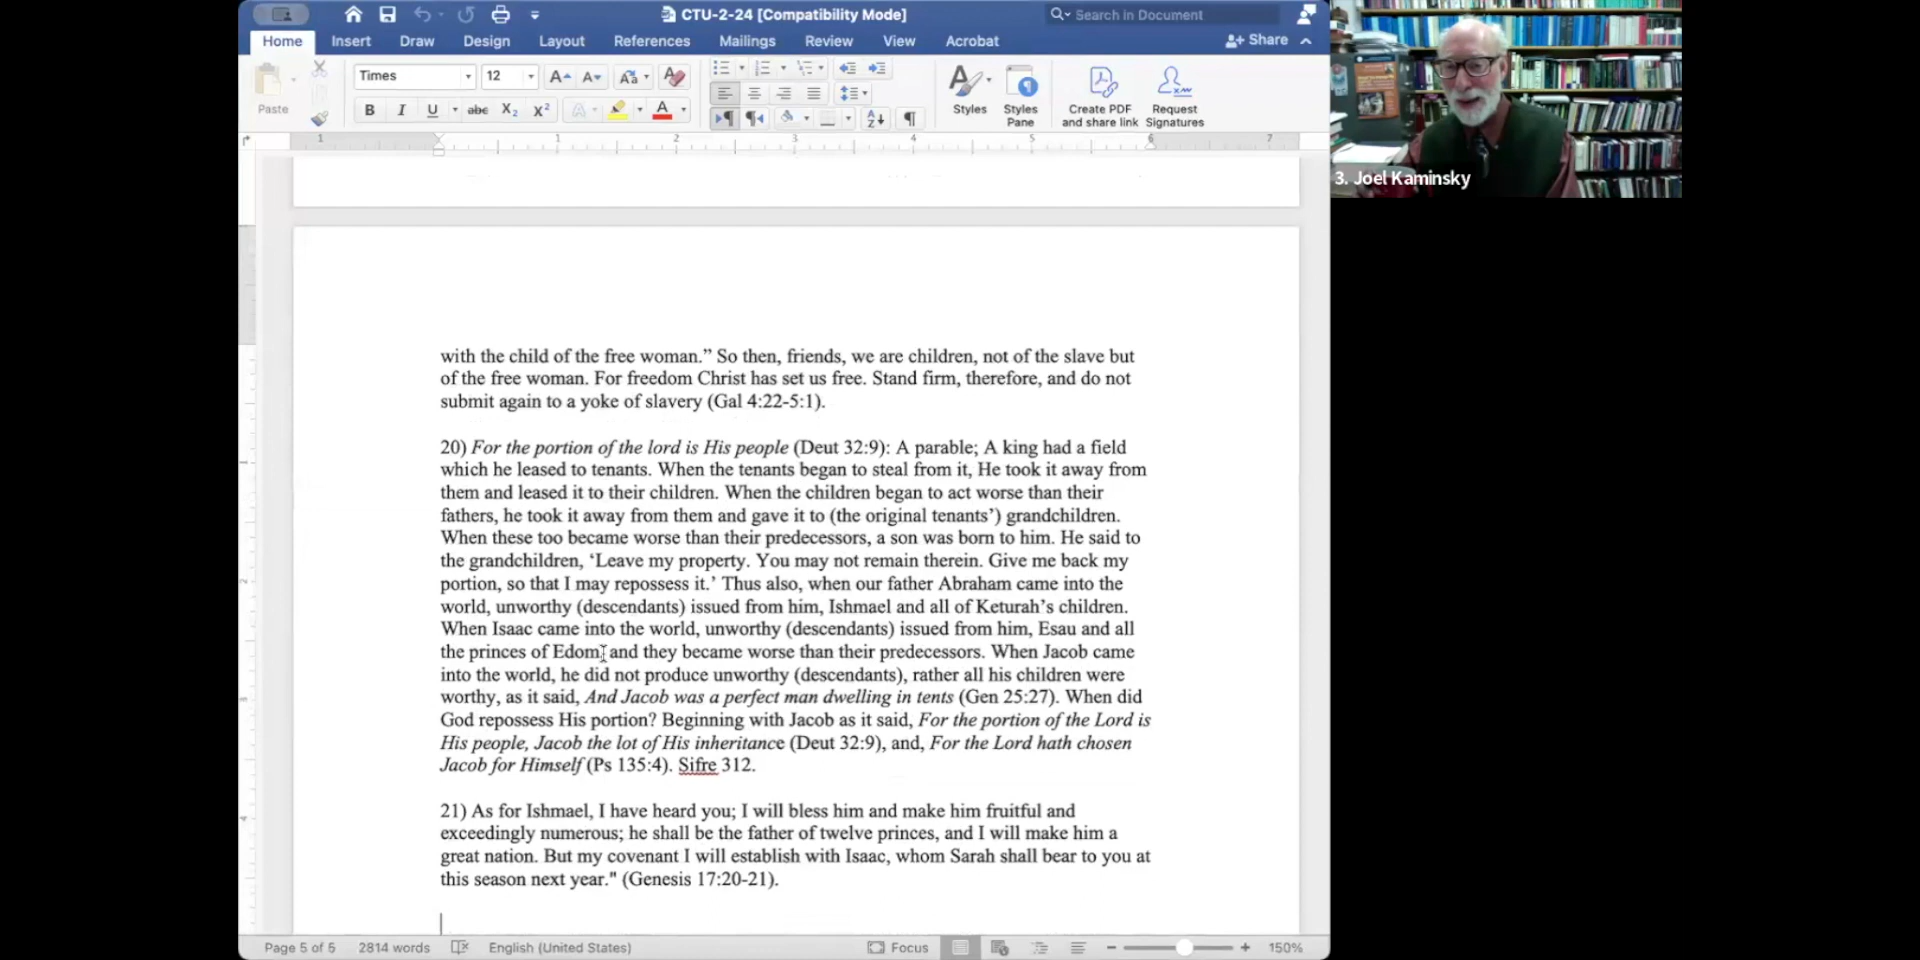 CTU-2-24 [Compatibility Mode]
Search in Document
Home Insert Draw Design Layout References Mailings Review View Acrobat
Share
Paste
Times
12
Styles
Styles Pane
Create PDF and share link
Request Signatures
1 1 2 3 4 5 6 7
with the child of the free woman.” So then, friends, we are children, not of the slave but
of the free woman. For freedom Christ has set us free. Stand firm, therefore, and do not
submit again to a yoke of slavery (Gal 4:22-5:1).
20) For the portion of the lord is His people (Deut 32:9): A parable; A king had a field
which he leased to tenants. When the tenants began to steal from it, He took it away from
them and leased it to their children. When the children began to act worse than their
fathers, he took it away from them and gave it to (the original tenants’) grandchildren.
When these too became worse than their predecessors, a son was born to him. He said to
the grandchildren, ‘Leave my property. You may not remain therein. Give me back my
portion, so that I may repossess it.’ Thus also, when our father Abraham came into the
world, unworthy (descendants) issued from him, Ishmael and all of Keturah’s children.
When Isaac came into the world, unworthy (descendants) issued from him, Esau and all
the princes of Edom, and they became worse than their predecessors. When Jacob came
into the world, he did not produce unworthy (descendants), rather all his children were
worthy, as it said, And Jacob was a perfect man dwelling in tents (Gen 25:27). When did
God repossess His portion? Beginning with Jacob as it said, For the portion of the Lord is
His people, Jacob the lot of His inheritance (Deut 32:9), and, For the Lord hath chosen
Jacob for Himself (Ps 135:4). Sifre 312.
21) As for Ishmael, I have heard you; I will bless him and make him fruitful and
exceedingly numerous; he shall be the father of twelve princes, and I will make him a
great nation. But my covenant I will establish with Isaac, whom Sarah shall bear to you at
this season next year." (Genesis 17:20-21).
Page 5 of 5 2814 words English (United States) Focus 150%
3. Joel Kaminsky